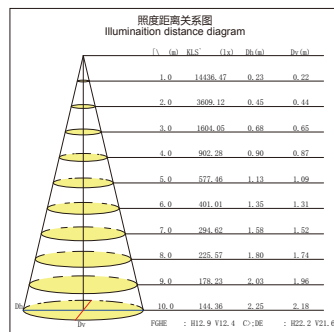 照度距离关系图
Illuminaition distance diagram
(m) KLS (lx) Dh(m) Dv(m)
1.0 14436.47 0.23 0.22
2.0 3609.12 0.45 0.44
3.0 1604.05 0.68 0.65
4.0 902.28 0.90 0.87
5.0 577.46 1.13 1.09
6.0 401.01 1.35 1.31
7.0 294.62 1.58 1.52
8.0 225.57 1.80 1.74
9.0 178.23 2.03 1.96
Dh 10.0 144.36 2.25 2.18
Dv FGHE : H12.9 V12.4 :DE : H22.2 V21.6